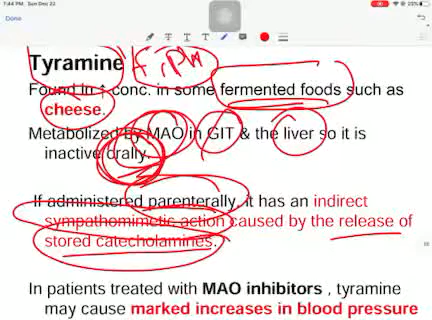 7:44 PM Sun Dec 22
Done
Tyramine
Found in ↑ conc. in some fermented foods such as
cheese.
Metabolized by MAO in GIT & the liver so it is
inactive orally.
If administered parenterally, it has an indirect
sympathomimetic action caused by the release of
stored catecholamines.
In patients treated with MAO inhibitors , tyramine
may cause marked increases in blood pressure